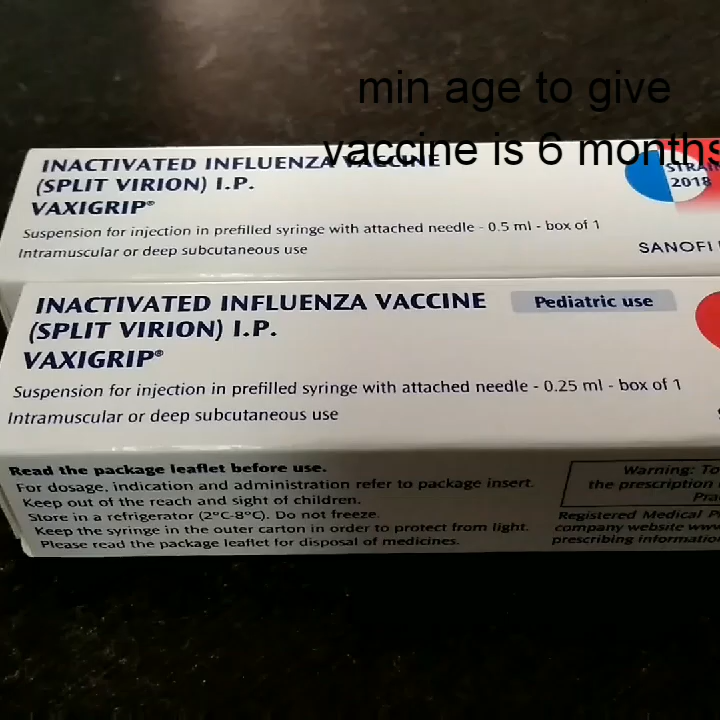 min age to give
vaccine is 6 months
INACTIVATED INFLUENZA VACCINE
(SPLIT VIRION) I.P.
VAXIGRIP®
Suspension for injection in prefilled syringe with attached needle - 0.5 ml - box of 1
Intramuscular or deep subcutaneous use
2018
SANOFI
INACTIVATED INFLUENZA VACCINE Pediatric use
(SPLIT VIRION) I.P.
VAXIGRIP®
Suspension for injection in prefilled syringe with attached needle - 0.25 ml - box of 1
Intramuscular or deep subcutaneous use
Read the package leaflet before use.
For dosage, indication and administration refer to package insert.
Keep out of the reach and sight of children.
Store in a refrigerator (2°C-8°C). Do not freeze.
Keep the syringe in the outer carton in order to protect from light.
Please read the package leaflet for disposal of medicines.
Warning: To
the prescription
Registered Medical
company website
prescribing